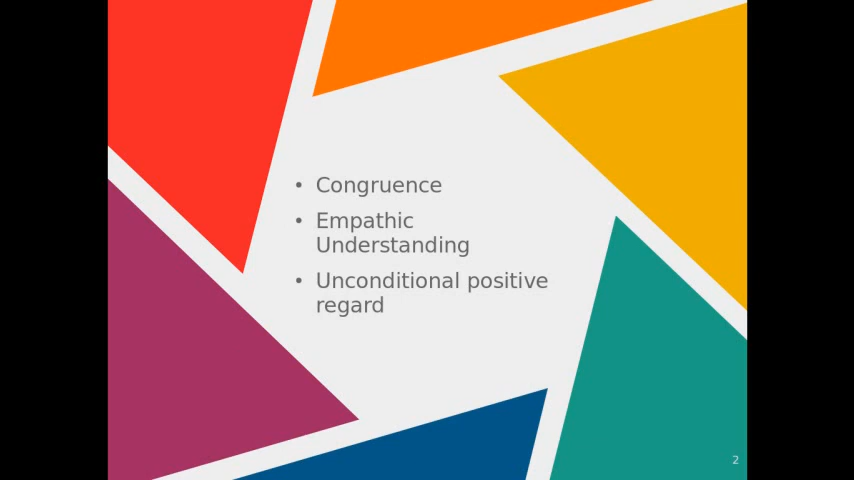 • Congruence
• Empathic
Understanding
• Unconditional positive
regard
2